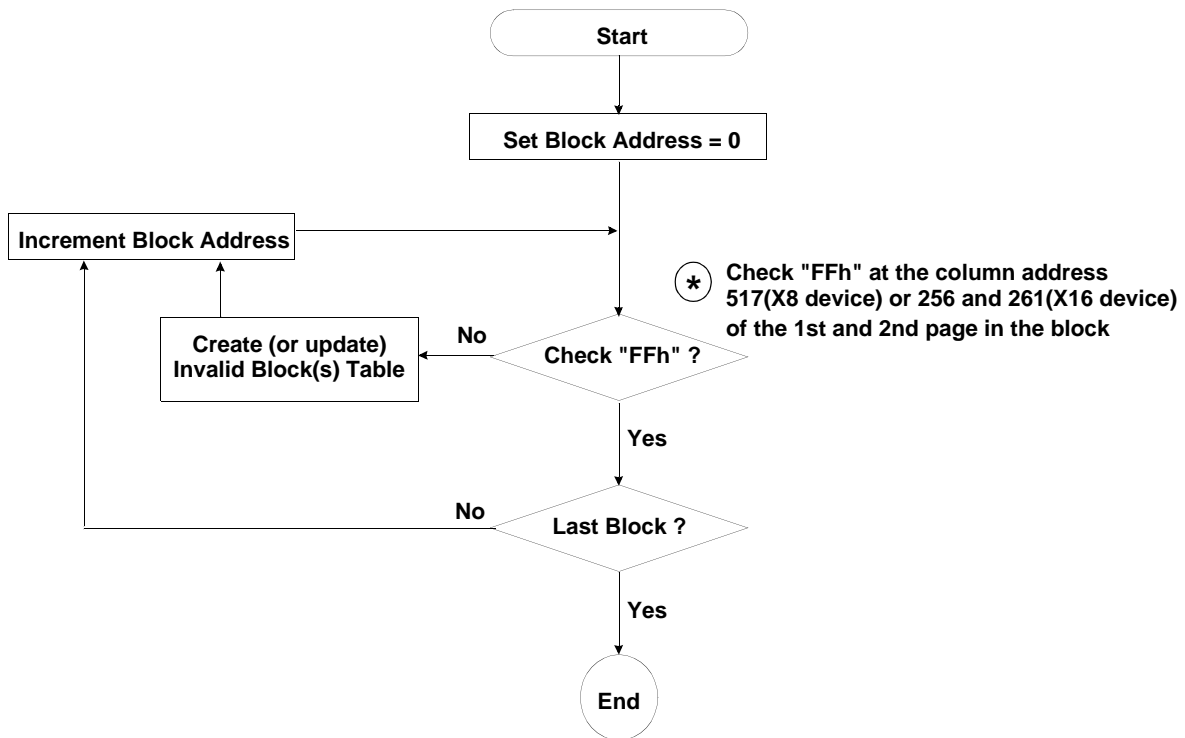 Start
Set Block Address = 0
Increment Block Address
* Check "FFh" at the column address
517(X8 device) or 256 and 261(X16 device)
of the 1st and 2nd page in the block
Create (or update)
Invalid Block(s) Table
No
Check "FFh" ?
Yes
No
Last Block ?
Yes
End